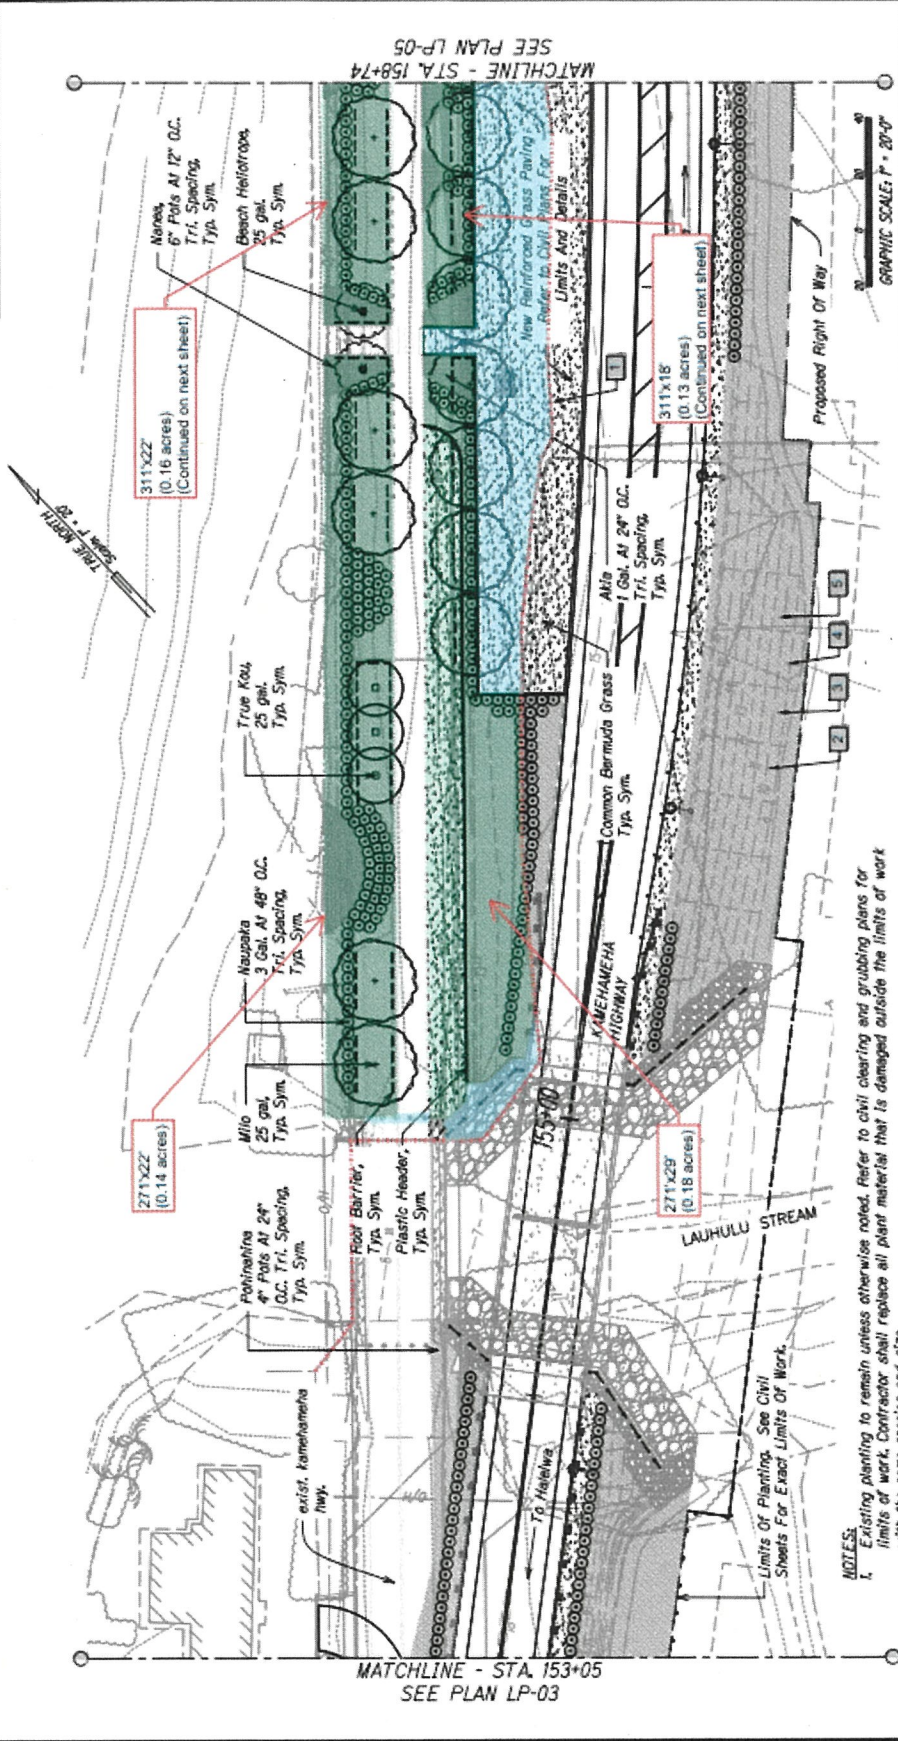 MATCHLINE - STA. 158+74
SEE PLAN LP-05
TRUE NORTH
Scale: 1" = 20'
Nanea,
6" Pots At 12" O.C.
Tri. Spacing,
Typ. Sym.
Beach Heliotrope,
25 gal.
Typ. Sym.
311'x22'
(0.16 acres)
(Continued on next sheet)
True Kou,
25 gal.
Typ. Sym.
Naupaka
3 Gal. At 48" O.C.
Tri. Spacing,
Typ. Sym.
Milo
25 gal,
Typ. Sym.
271'x22'
(0.14 acres)
Pohinahina
4" Pots At 24"
O.C. Tri. Spacing,
Typ. Sym.
Root Barrier,
Typ. Sym.
Plastic Header,
Typ. Sym.
exist. kamehameha
hwy.
To Haleiwa
New Reinforced Grass Paving
Refer to Civil Plans For
Limits And Details
311'x18'
(0.13 acres)
(Continued on next sheet)
1
Akia
1 Gal. At 24" O.C.
Tri. Spacing,
Typ. Sym.
Common Bermuda Grass
Typ. Sym.
KAMEHAMEHA
HIGHWAY
155+00
271'x29'
(0.18 acres)
LAUHULU STREAM
Proposed Right Of Way
20 0 20 40
GRAPHIC SCALE: 1" = 20'-0"
2
3
4
5
Limits Of Planting. See Civil
Sheets For Exact Limits Of Work.
NOTES:
1. Existing planting to remain unless otherwise noted. Refer to civil clearing and grubbing plans for
limits of work. Contractor shall replace all plant material that is damaged outside the limits of work
MATCHLINE - STA. 153+05
SEE PLAN LP-03